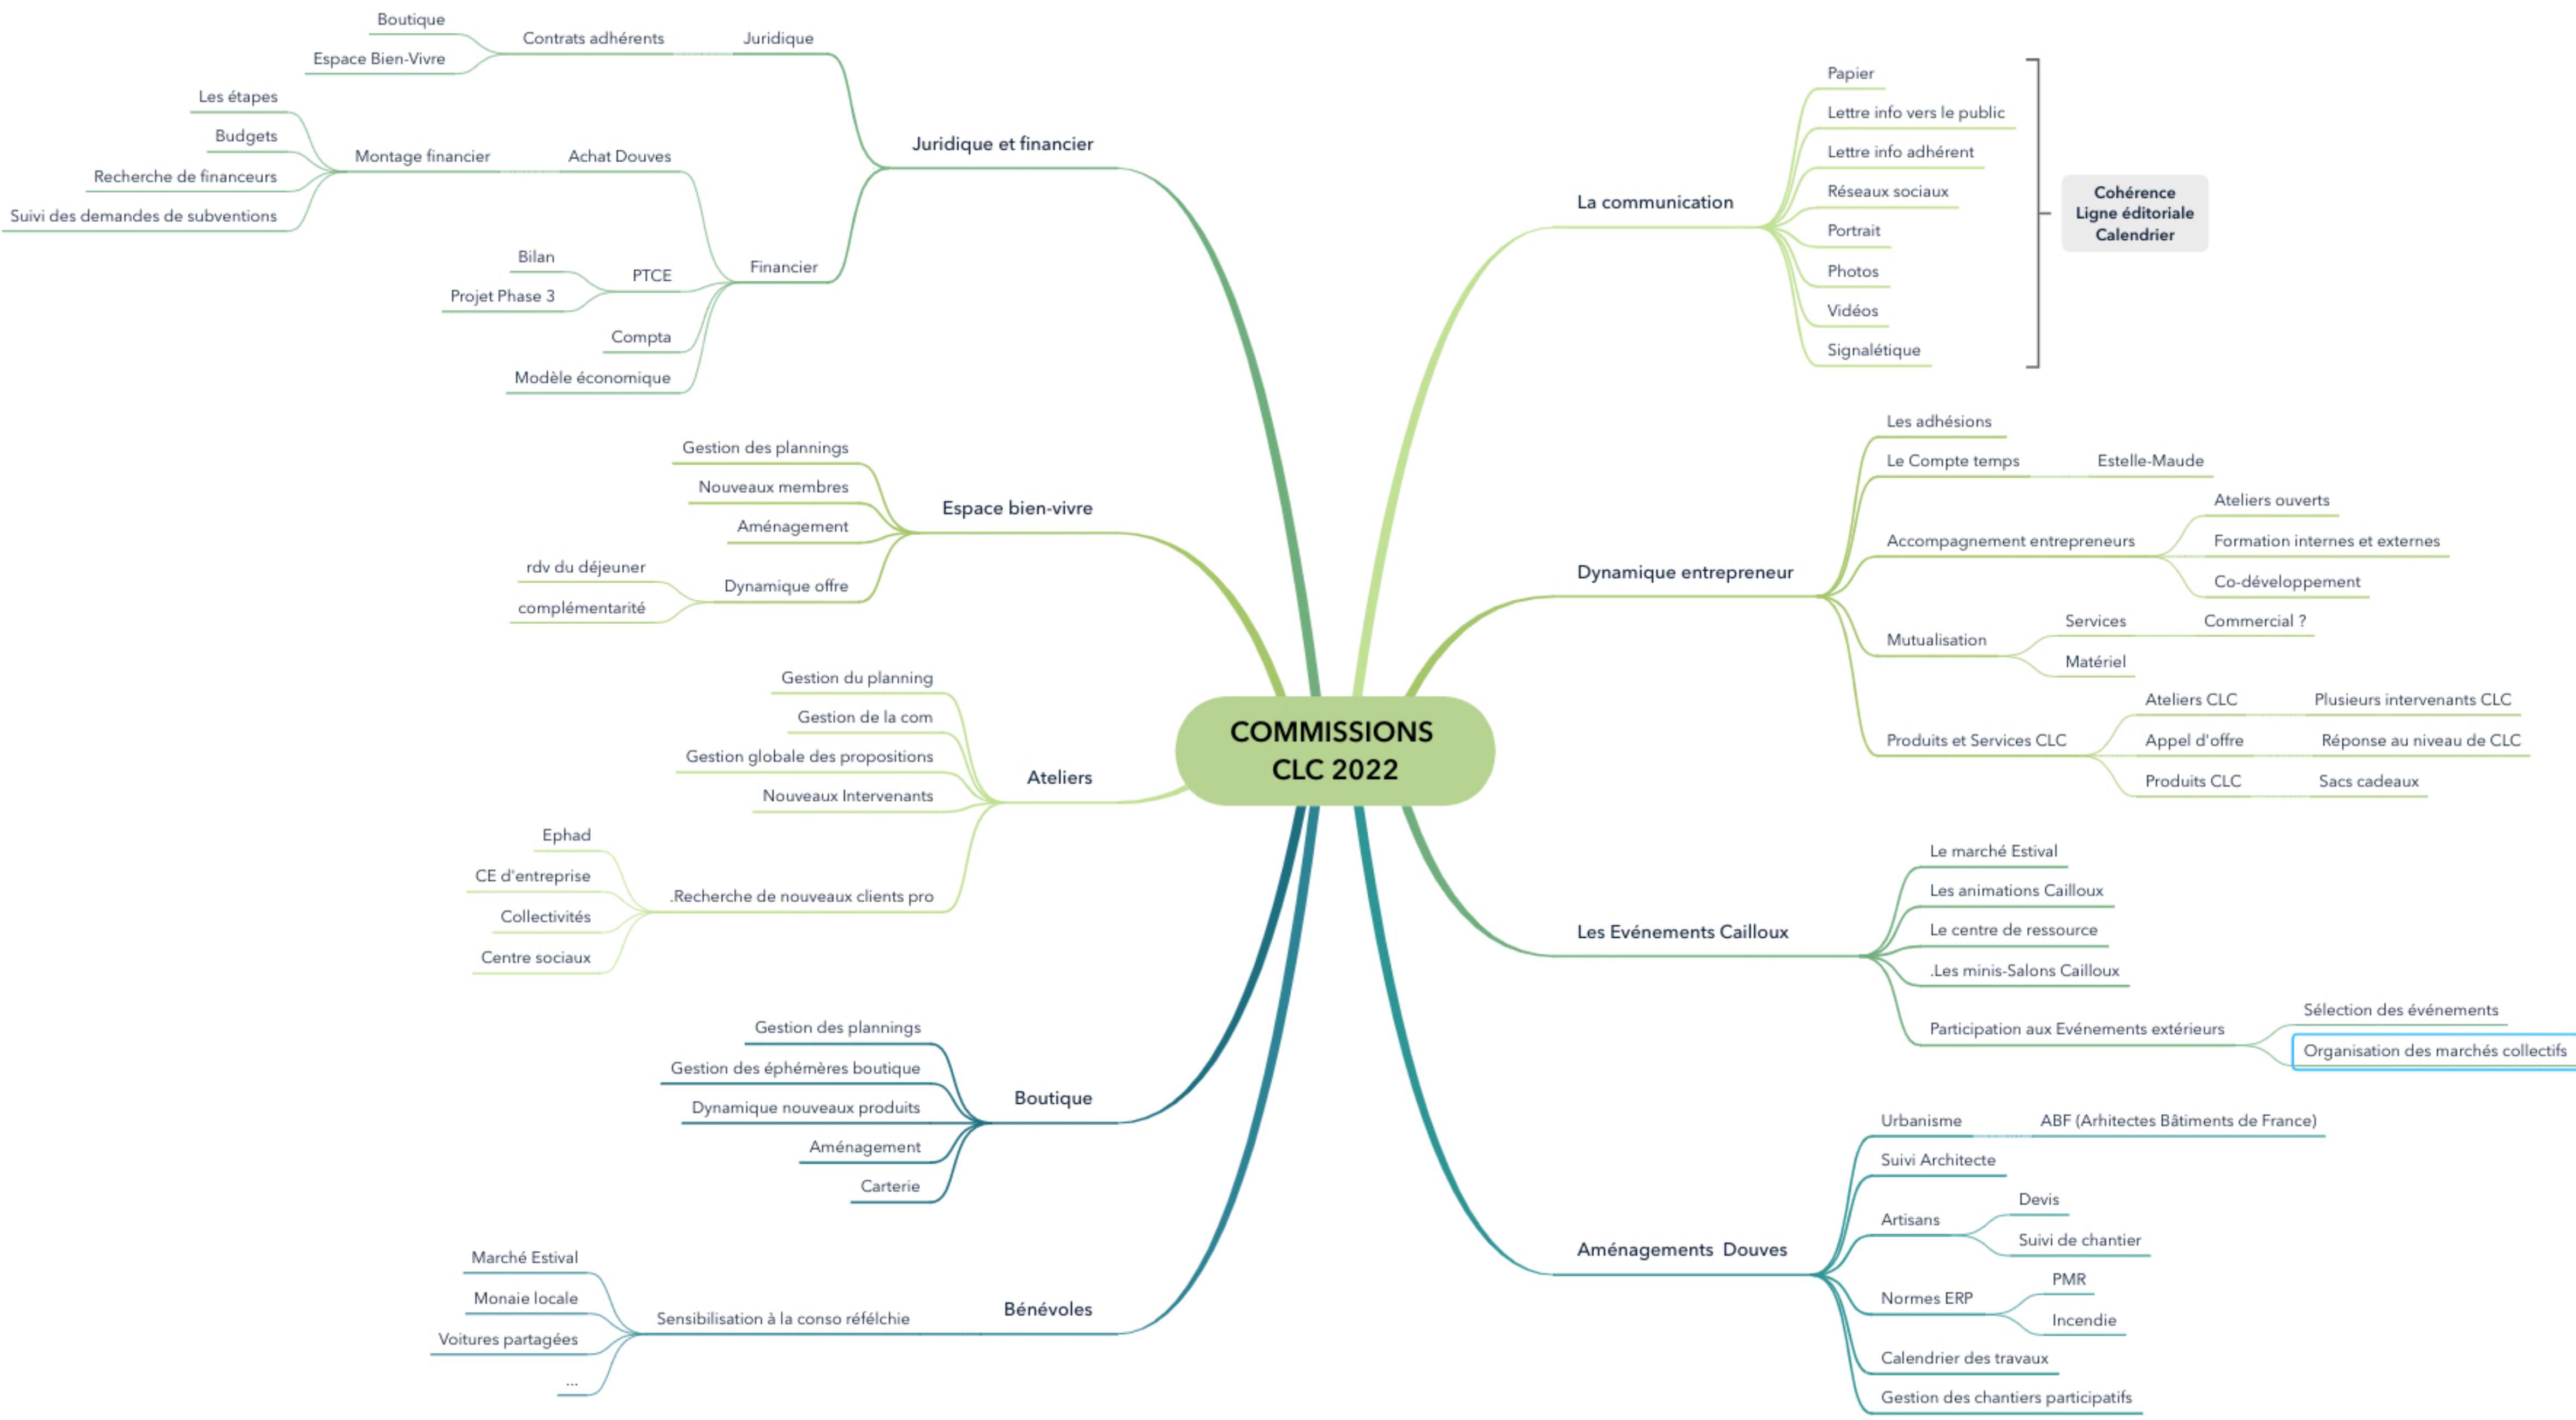 COMMISSIONS
CLC 2022
Juridique et financier
Juridique
Contrats adhérents
Boutique
Espace Bien-Vivre
Financier
Achat Douves
Montage financier
Les étapes
Budgets
Recherche de financeurs
Suivi des demandes de subventions
PTCE
Bilan
Projet Phase 3
Compta
Modèle économique
Espace bien-vivre
Gestion des plannings
Nouveaux membres
Aménagement
Dynamique offre
rdv du déjeuner
complémentarité
Ateliers
Gestion du planning
Gestion de la com
Gestion globale des propositions
Nouveaux Intervenants
.Recherche de nouveaux clients pro
Ephad
CE d'entreprise
Collectivités
Centre sociaux
Boutique
Gestion des plannings
Gestion des éphémères boutique
Dynamique nouveaux produits
Aménagement
Carterie
Bénévoles
Sensibilisation à la conso réfélchie
Marché Estival
Monaie locale
Voitures partagées
...
La communication
Papier
Lettre info vers le public
Lettre info adhérent
Réseaux sociaux
Portrait
Photos
Vidéos
Signalétique
Cohérence
Ligne éditoriale
Calendrier
Dynamique entrepreneur
Les adhésions
Le Compte temps
Estelle-Maude
Accompagnement entrepreneurs
Ateliers ouverts
Formation internes et externes
Co-développement
Mutualisation
Services
Commercial ?
Matériel
Produits et Services CLC
Ateliers CLC
Plusieurs intervenants CLC
Appel d'offre
Réponse au niveau de CLC
Produits CLC
Sacs cadeaux
Les Evénements Cailloux
Le marché Estival
Les animations Cailloux
Le centre de ressource
.Les minis-Salons Cailloux
Participation aux Evénements extérieurs
Sélection des événements
Organisation des marchés collectifs
Aménagements  Douves
Urbanisme
ABF (Arhitectes Bâtiments de France)
Suivi Architecte
Artisans
Devis
Suivi de chantier
Normes ERP
PMR
Incendie
Calendrier des travaux
Gestion des chantiers participatifs